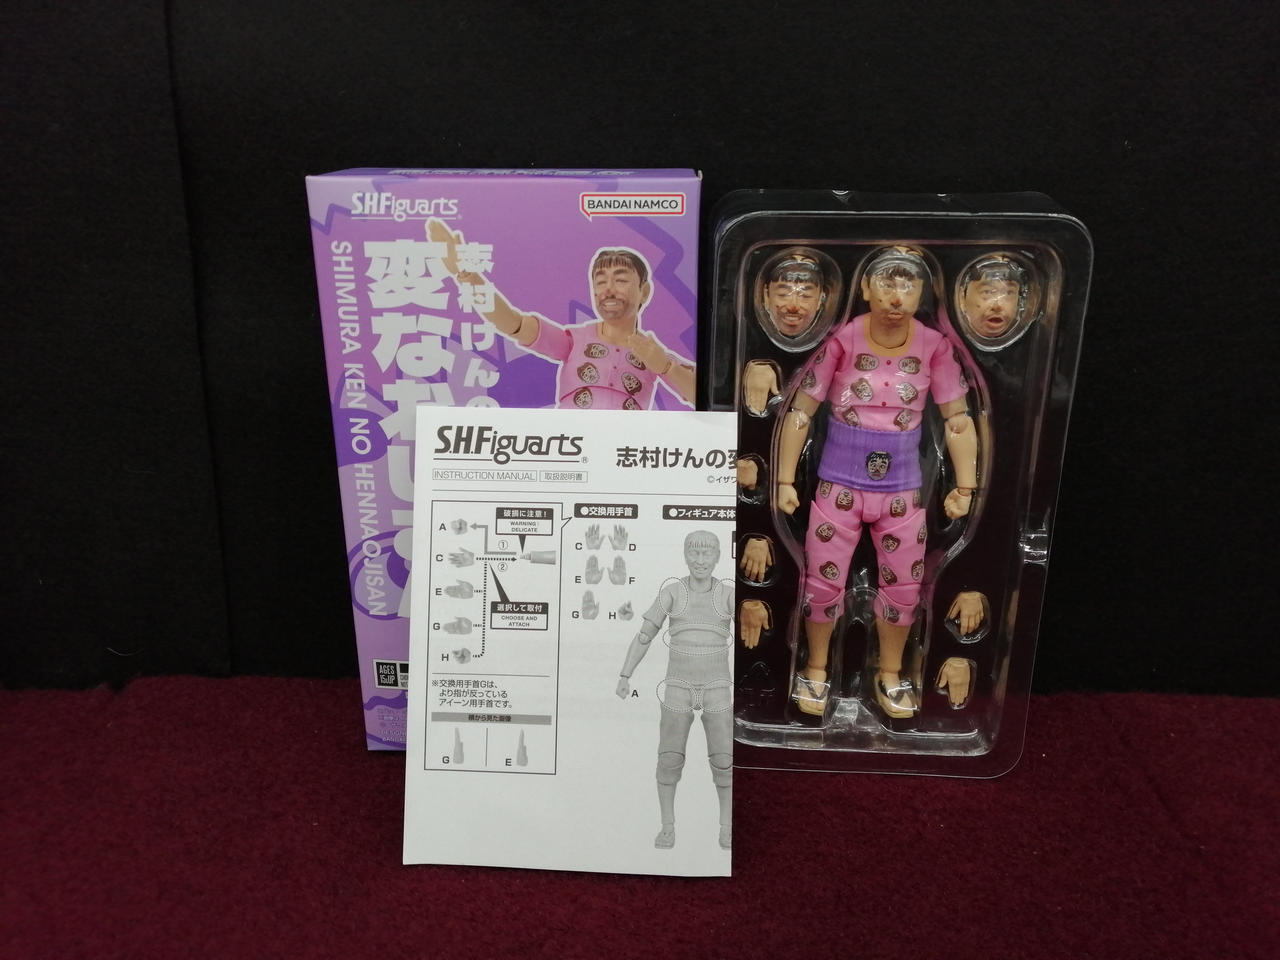 S.H.Figuarts
BANDAI NAMCO
志村けんの
変なおじさん
SHIMURA KEN NO HENNAOJISAN
AGES
15&UP
S.H.Figuarts®
志村けんの変
INSTRUCTION MANUAL
取扱説明書
©イザワ
破損に注意!
WARNING:
DELICATE
A
①
C
②
E
選択して取付
CHOOSE AND
ATTACH
G
H
※交換用手首Gは、
より指が反っている
アイーン用手首です。
横から見た画像
G
E
●交換用手首
C
D
E
F
G
H
●フィギュア本体
A